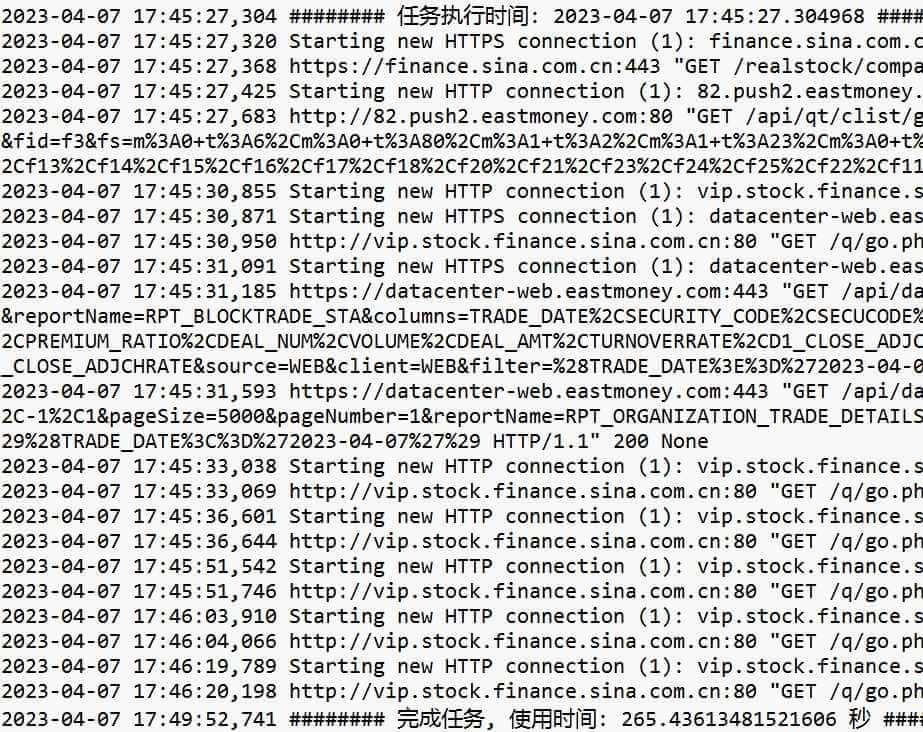 2023-04-07 17:45:27,304 ######## 任务执行时间: 2023-04-07 17:45:27.304968 ####
2023-04-07 17:45:27,320 Starting new HTTPS connection (1): finance.sina.com.c
2023-04-07 17:45:27,368 https://finance.sina.com.cn:443 "GET /realstock/compa
2023-04-07 17:45:27,425 Starting new HTTP connection (1): 82.push2.eastmoney.
2023-04-07 17:45:27,683 http://82.push2.eastmoney.com:80 "GET /api/qt/clist/g
&fid=f3&fs=m%3A0+t%3A6%2Cm%3A0+t%3A80%2Cm%3A1+t%3A2%2Cm%3A1+t%3A23%2Cm%3A0+t%
2Cf13%2Cf14%2Cf15%2Cf16%2Cf17%2Cf18%2Cf20%2Cf21%2Cf23%2Cf24%2Cf25%2Cf22%2Cf11
2023-04-07 17:45:30,855 Starting new HTTP connection (1): vip.stock.finance.s
2023-04-07 17:45:30,871 Starting new HTTPS connection (1): datacenter-web.eas
2023-04-07 17:45:30,950 http://vip.stock.finance.sina.com.cn:80 "GET /q/go.ph
2023-04-07 17:45:31,091 Starting new HTTPS connection (1): datacenter-web.eas
2023-04-07 17:45:31,185 https://datacenter-web.eastmoney.com:443 "GET /api/da
&reportName=RPT_BLOCKTRADE_STA&columns=TRADE_DATE%2CSECURITY_CODE%2CSECUCODE%
2CPREMIUM_RATIO%2CDEAL_NUM%2CVOLUME%2CDEAL_AMT%2CTURNOVERRATE%2CD1_CLOSE_ADJC
_CLOSE_ADJCHRATE&source=WEB&client=WEB&filter=%28TRADE_DATE%3E%3D%272023-04-0
2023-04-07 17:45:31,593 https://datacenter-web.eastmoney.com:443 "GET /api/da
2C-1%2C1&pageSize=5000&pageNumber=1&reportName=RPT_ORGANIZATION_TRADE_DETAILS
29%28TRADE_DATE%3C%3D%272023-04-07%27%29 HTTP/1.1" 200 None
2023-04-07 17:45:33,038 Starting new HTTP connection (1): vip.stock.finance.s
2023-04-07 17:45:33,069 http://vip.stock.finance.sina.com.cn:80 "GET /q/go.ph
2023-04-07 17:45:36,601 Starting new HTTP connection (1): vip.stock.finance.s
2023-04-07 17:45:36,644 http://vip.stock.finance.sina.com.cn:80 "GET /q/go.ph
2023-04-07 17:45:51,542 Starting new HTTP connection (1): vip.stock.finance.s
2023-04-07 17:45:51,746 http://vip.stock.finance.sina.com.cn:80 "GET /q/go.ph
2023-04-07 17:46:03,910 Starting new HTTP connection (1): vip.stock.finance.s
2023-04-07 17:46:04,066 http://vip.stock.finance.sina.com.cn:80 "GET /q/go.ph
2023-04-07 17:46:19,789 Starting new HTTP connection (1): vip.stock.finance.s
2023-04-07 17:46:20,198 http://vip.stock.finance.sina.com.cn:80 "GET /q/go.ph
2023-04-07 17:49:52,741 ######## 完成任务, 使用时间: 265.43613481521606 秒 ####